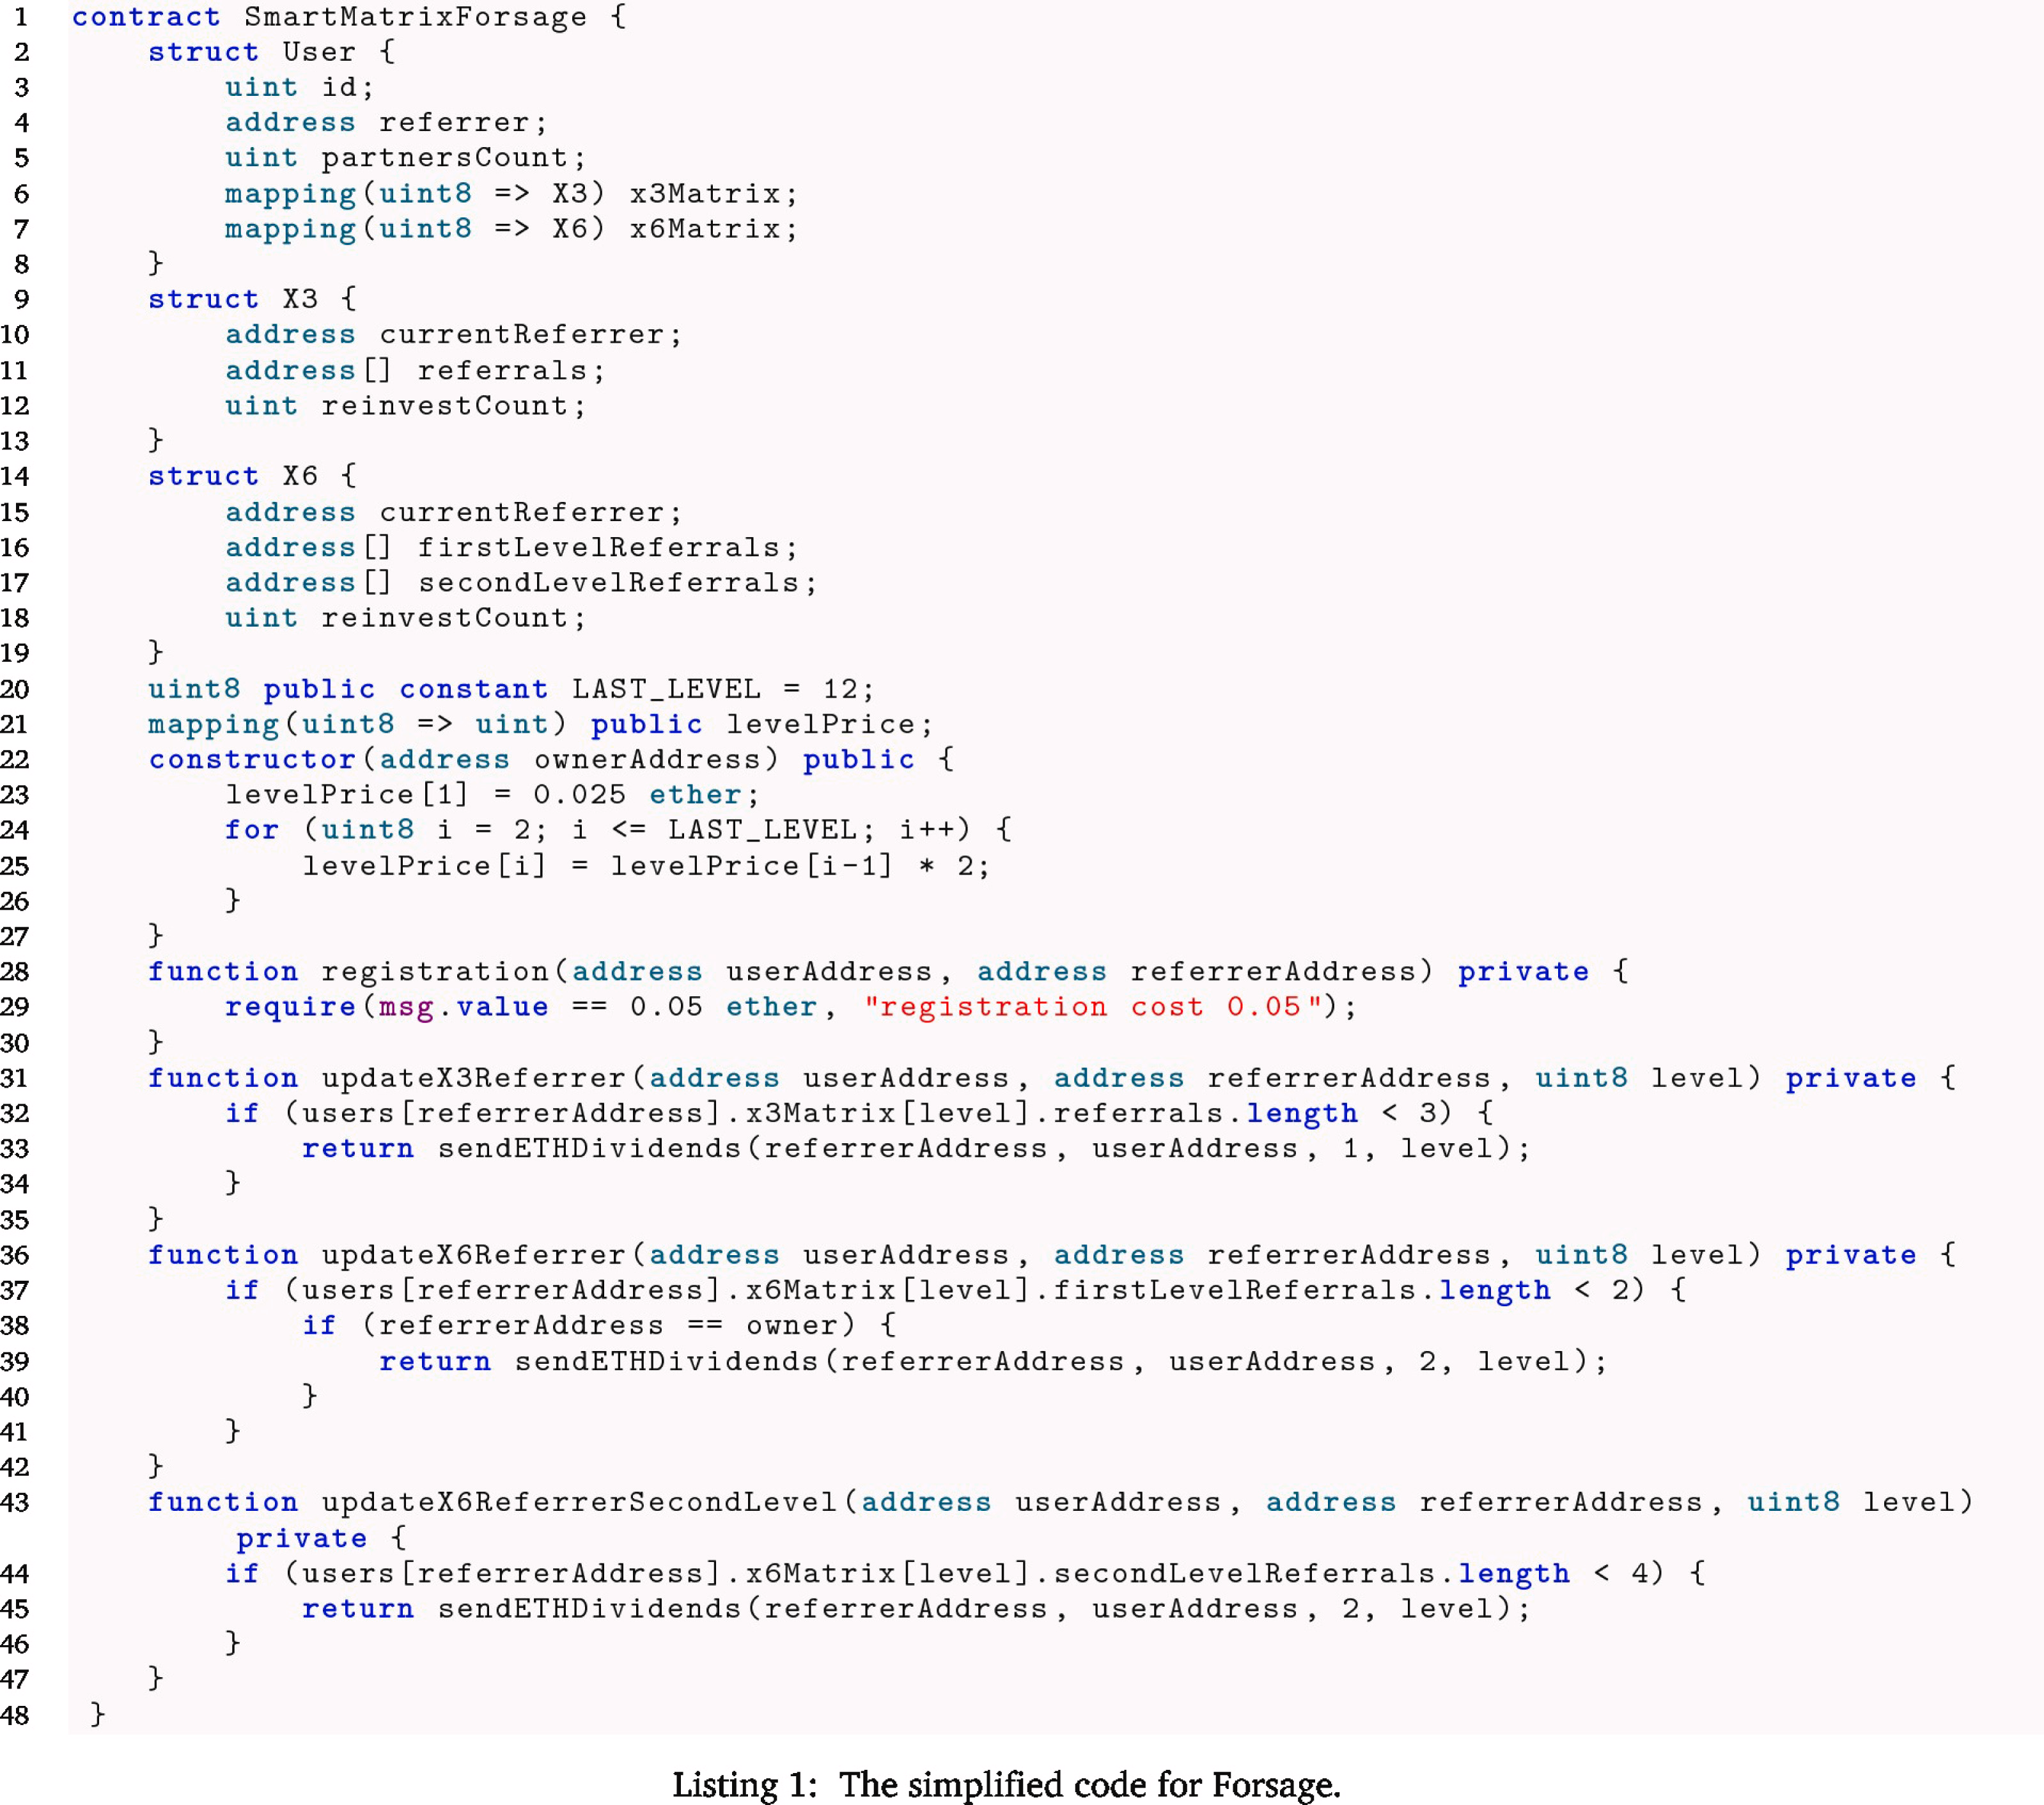 1 contract SmartMatrixForsage {
2 struct User {
3 uint id;
4 address referrer;
5 uint partnersCount;
6 mapping(uint8 => X3) x3Matrix;
7 mapping(uint8 => X6) x6Matrix;
8 }
9 struct X3 {
10 address currentReferrer;
11 address[] referrals;
12 uint reinvestCount;
13 }
14 struct X6 {
15 address currentReferrer;
16 address[] firstLevelReferrals;
17 address[] secondLevelReferrals;
18 uint reinvestCount;
19 }
20 uint8 public constant LAST_LEVEL = 12;
21 mapping(uint8 => uint) public levelPrice;
22 constructor(address ownerAddress) public {
23 levelPrice[1] = 0.025 ether;
24 for (uint8 i = 2; i <= LAST_LEVEL; i++) {
25 levelPrice[i] = levelPrice[i-1] * 2;
26 }
27 }
28 function registration(address userAddress, address referrerAddress) private {
29 require(msg.value == 0.05 ether, "registration cost 0.05");
30 }
31 function updateX3Referrer(address userAddress, address referrerAddress, uint8 level) private {
32 if (users[referrerAddress].x3Matrix[level].referrals.length < 3) {
33 return sendETHDividends(referrerAddress, userAddress, 1, level);
34 }
35 }
36 function updateX6Referrer(address userAddress, address referrerAddress, uint8 level) private {
37 if (users[referrerAddress].x6Matrix[level].firstLevelReferrals.length < 2) {
38 if (referrerAddress == owner) {
39 return sendETHDividends(referrerAddress, userAddress, 2, level);
40 }
41 }
42 }
43 function updateX6ReferrerSecondLevel(address userAddress, address referrerAddress, uint8 level)
private {
44 if (users[referrerAddress].x6Matrix[level].secondLevelReferrals.length < 4) {
45 return sendETHDividends(referrerAddress, userAddress, 2, level);
46 }
47 }
48 }
Listing 1: The simplified code for Forsage.